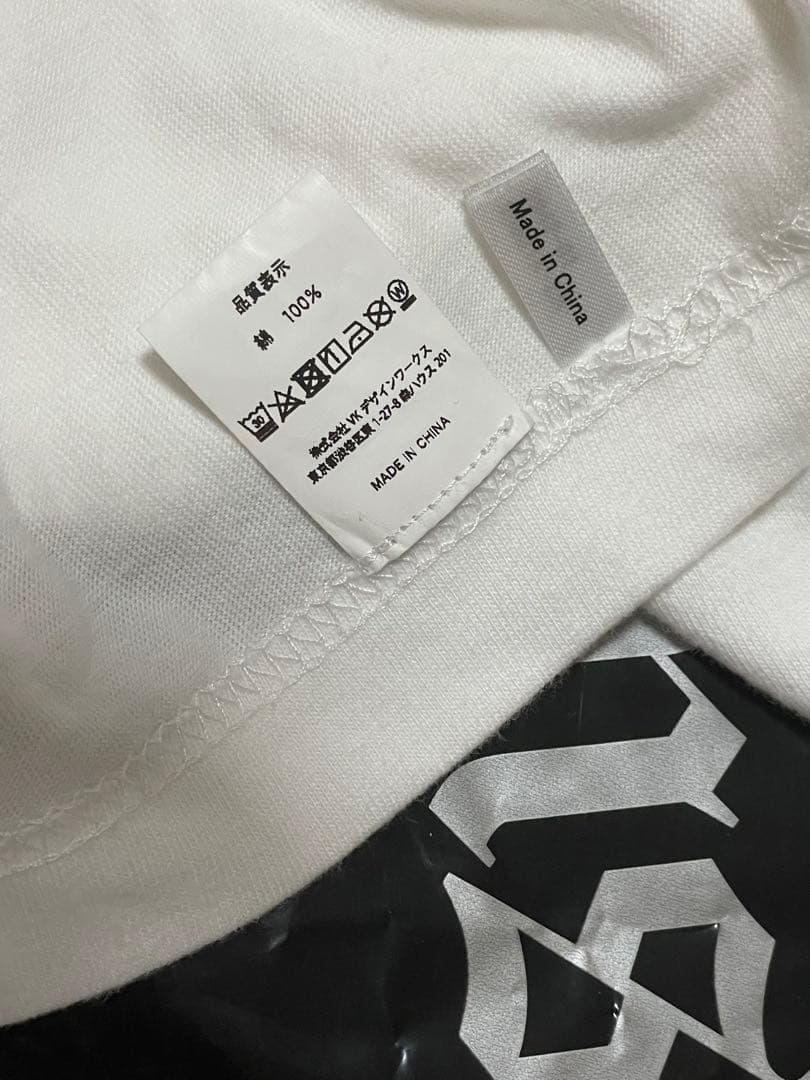 品質表示
綿 100%
30
株式会社 VK デザインワークス
東京都渋谷区東 1-27-8 森ハウス 201
MADE IN CHINA
Made in China